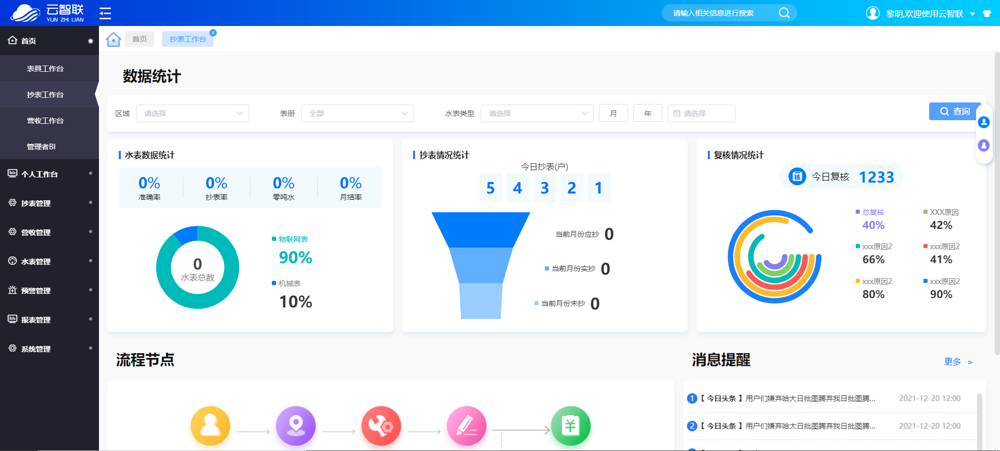 云智联
YUN ZHI LIAN
请输入相关信息进行搜索
黎明,欢迎使用云智联
首页
表具工作台
抄表工作台
营收工作台
管理者BI
个人工作台
抄表管理
营收管理
水表管理
预警管理
报表管理
系统管理
首页
抄表工作台
数据统计
区域
请选择
表册
全部
水表类型
请选择
月
年
请选择
查询
水表数据统计
0%
准确率
0%
抄表率
0%
零吨水
0%
月结率
0
水表总数
物联网表
90%
机械表
10%
抄表情况统计
今日抄表(户)
5 4 3 2 1
当前月份应抄 0
当前月份实抄 0
当前月份未抄 0
复核情况统计
核
今日复核 1233
总复核
40%
XXX原因
42%
xxx原因2
66%
xxx原因2
41%
xxx原因2
80%
xxx原因2
90%
流程节点
消息提醒
更多 >
1【 今日头条 】用户们嫌弃哈大日批图腾弃我日批图腾... 2021-12-20 12:00
2【 今日头条 】用户们嫌弃哈大日批图腾弃我日批图腾... 2021-12-20 12:00